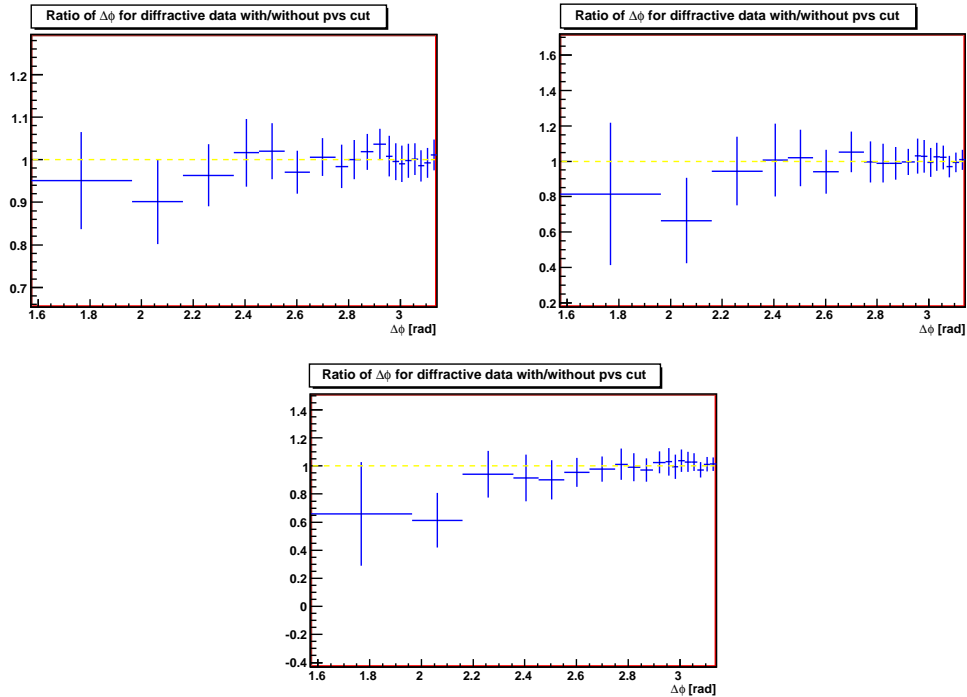 Ratio of Δϕ for diffractive data with/without pvs cut
1.2
1.1
1
0.9
0.8
0.7
1.6 1.8 2 2.2 2.4 2.6 2.8 3
Δϕ [rad]
Ratio of Δϕ for diffractive data with/without pvs cut
1.6
1.4
1.2
1
0.8
0.6
0.4
0.2
1.6 1.8 2 2.2 2.4 2.6 2.8 3
Δϕ [rad]
Ratio of Δϕ for diffractive data with/without pvs cut
1.4
1.2
1
0.8
0.6
0.4
0.2
0
-0.2
-0.4
1.6 1.8 2 2.2 2.4 2.6 2.8 3
Δϕ [rad]